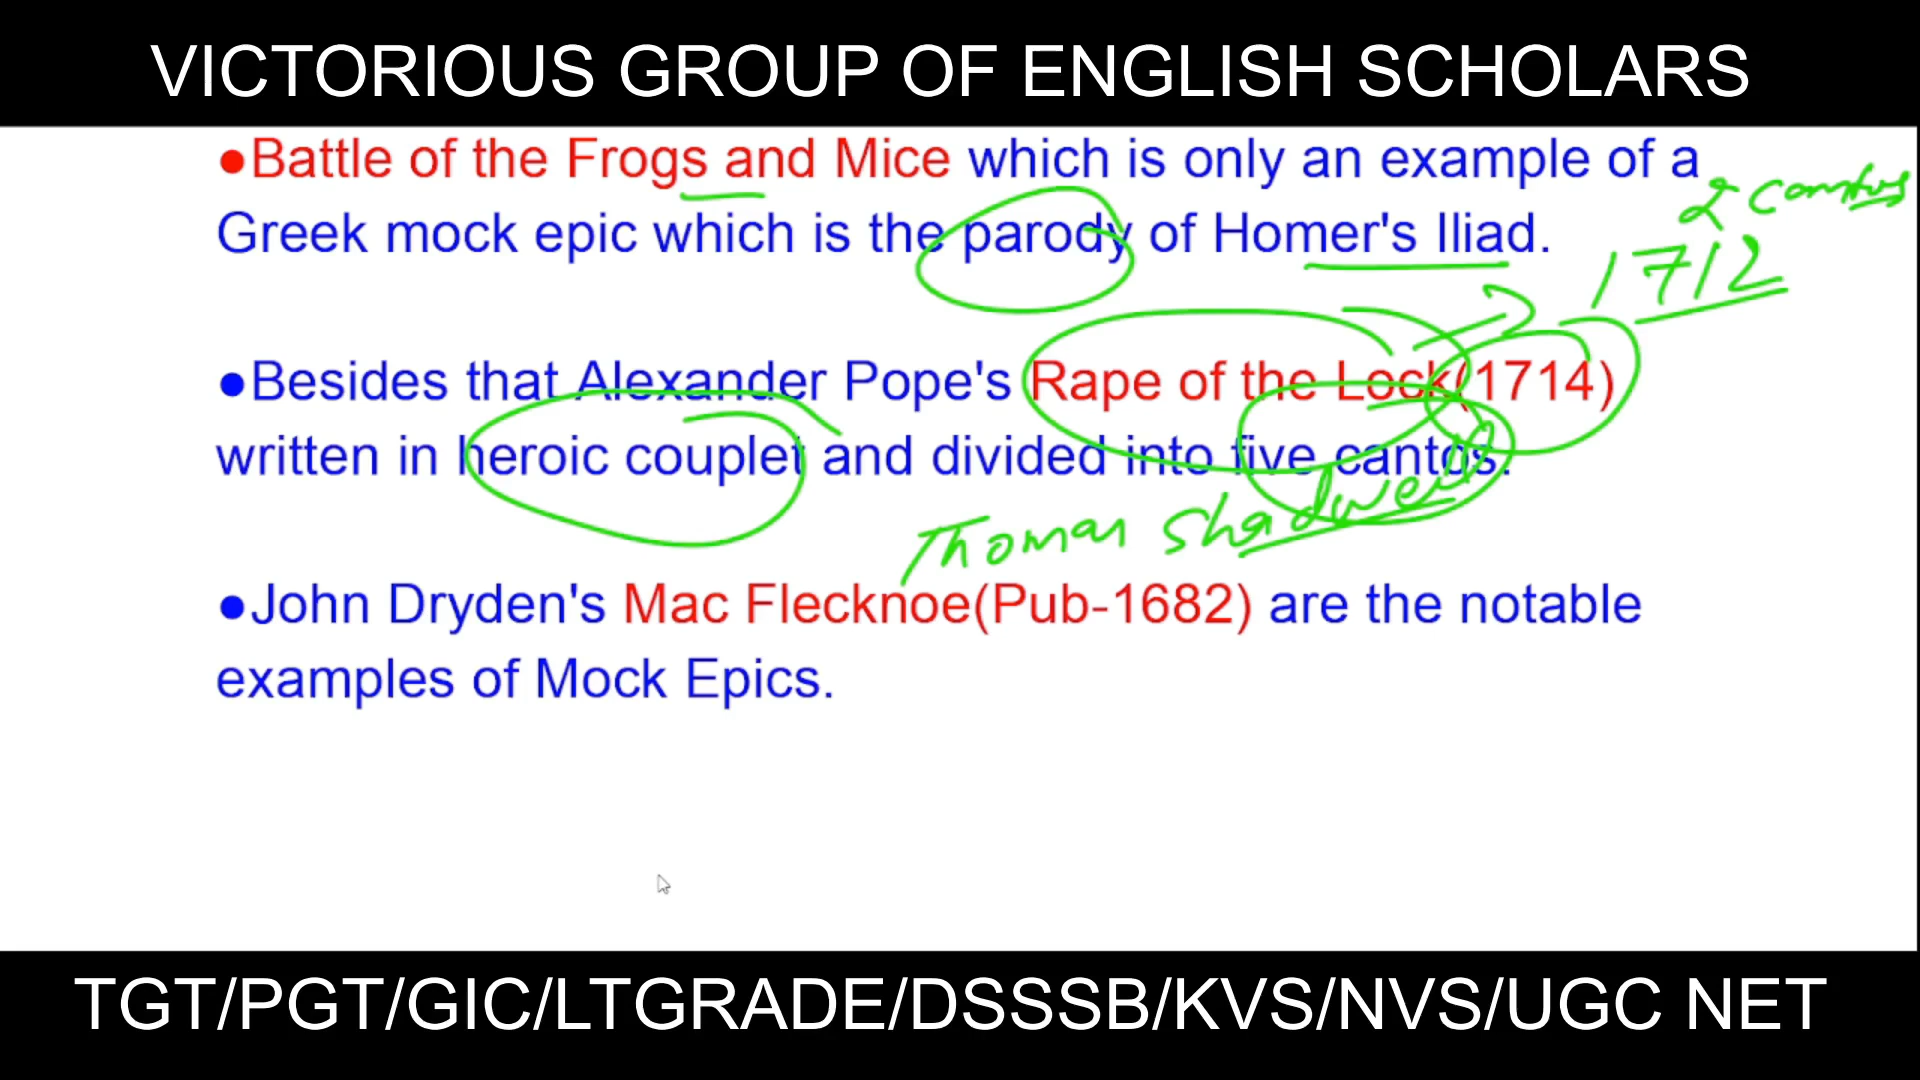 VICTORIOUS GROUP OF ENGLISH SCHOLARS
●Battle of the Frogs and Mice which is only an example of a
2 cantos
Greek mock epic which is the parody of Homer's Iliad.
1712
●Besides that Alexander Pope's Rape of the Lock(1714)
written in heroic couplet and divided into five cantos.
Thomas Shadwell
●John Dryden's Mac Flecknoe(Pub-1682) are the notable
examples of Mock Epics.
TGT/PGT/GIC/LTGRADE/DSSSB/KVS/NVS/UGC NET